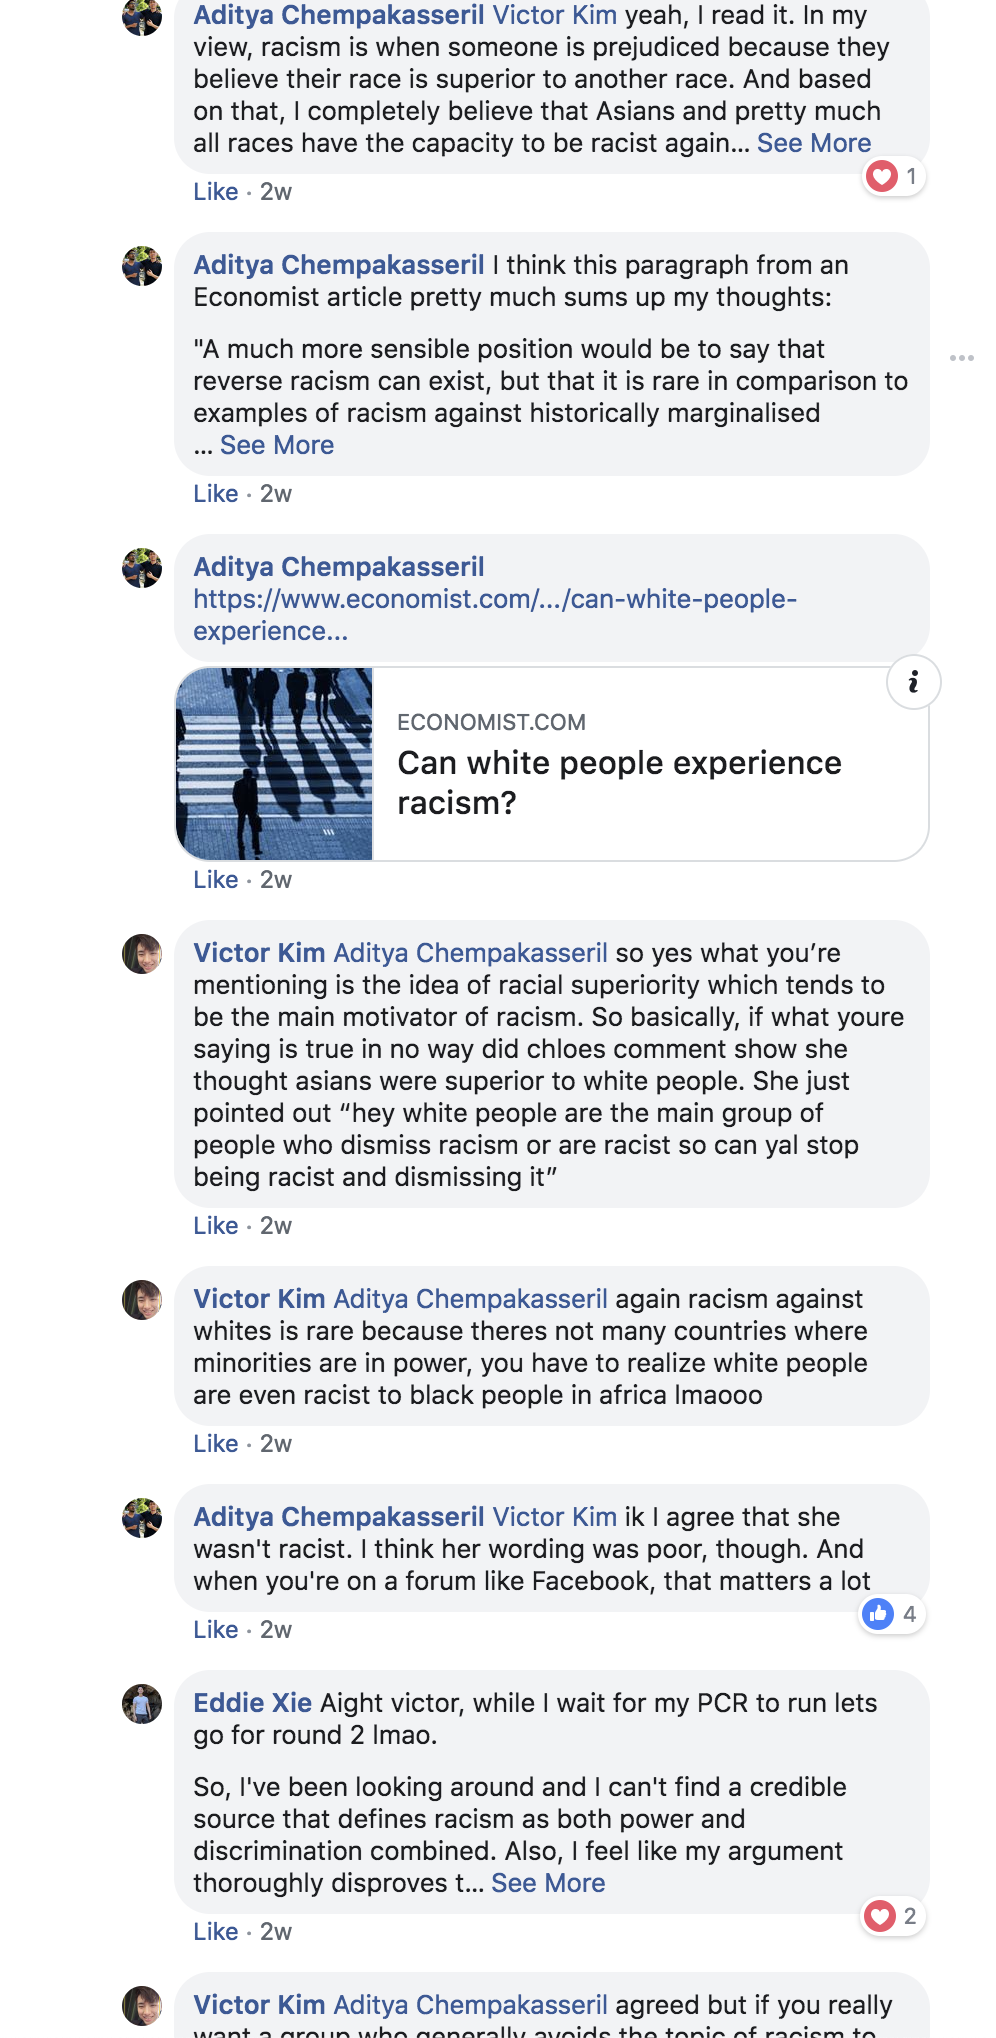 Aditya Chempakasseril Victor Kim yeah, I read it. In my
view, racism is when someone is prejudiced because they
believe their race is superior to another race. And based
on that, I completely believe that Asians and pretty much
all races have the capacity to be racist again... See More
1
Like · 2w
Aditya Chempakasseril I think this paragraph from an
Economist article pretty much sums up my thoughts:
"A much more sensible position would be to say that
reverse racism can exist, but that it is rare in comparison to
examples of racism against historically marginalised
... See More
Like · 2w
Aditya Chempakasseril
https://www.economist.com/.../can-white-people-
experience...
i
ECONOMIST.COM
Can white people experience
racism?
Like · 2w
Victor Kim Aditya Chempakasseril so yes what you’re
mentioning is the idea of racial superiority which tends to
be the main motivator of racism. So basically, if what youre
saying is true in no way did chloes comment show she
thought asians were superior to white people. She just
pointed out “hey white people are the main group of
people who dismiss racism or are racist so can yal stop
being racist and dismissing it”
Like · 2w
Victor Kim Aditya Chempakasseril again racism against
whites is rare because theres not many countries where
minorities are in power, you have to realize white people
are even racist to black people in africa lmaooo
Like · 2w
Aditya Chempakasseril Victor Kim ik I agree that she
wasn't racist. I think her wording was poor, though. And
when you're on a forum like Facebook, that matters a lot
4
Like · 2w
Eddie Xie Aight victor, while I wait for my PCR to run lets
go for round 2 lmao.
So, I've been looking around and I can't find a credible
source that defines racism as both power and
discrimination combined. Also, I feel like my argument
thoroughly disproves t... See More
2
Like · 2w
Victor Kim Aditya Chempakasseril agreed but if you really
want a group who generally avoids the topic of racism to